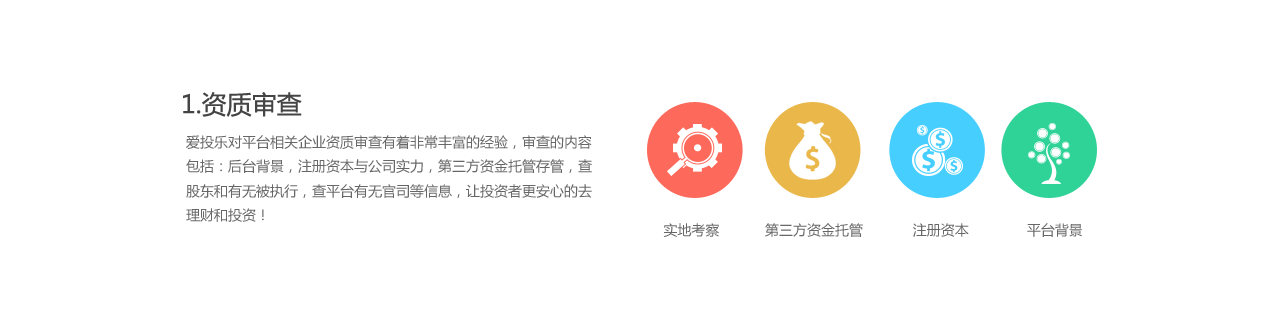 1.资质审查
爱投乐对平台相关企业资质审查有着非常丰富的经验，审查的内容
包括：后台背景，注册资本与公司实力，第三方资金托管存管，查
股东和有无被执行，查平台有无官司等信息，让投资者更安心的去
理财和投资！
实地考察 第三方资金托管 注册资本 平台背景